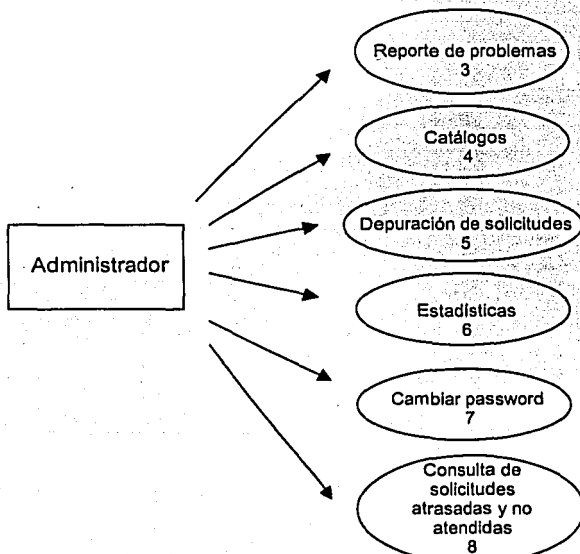 Reporte de problemas
3
Catálogos
4
Depuración de solicitudes
5
Administrador
Estadísticas
6
Cambiar password
7
Consulta de
solicitudes
atrasadas y no
atendidas
8